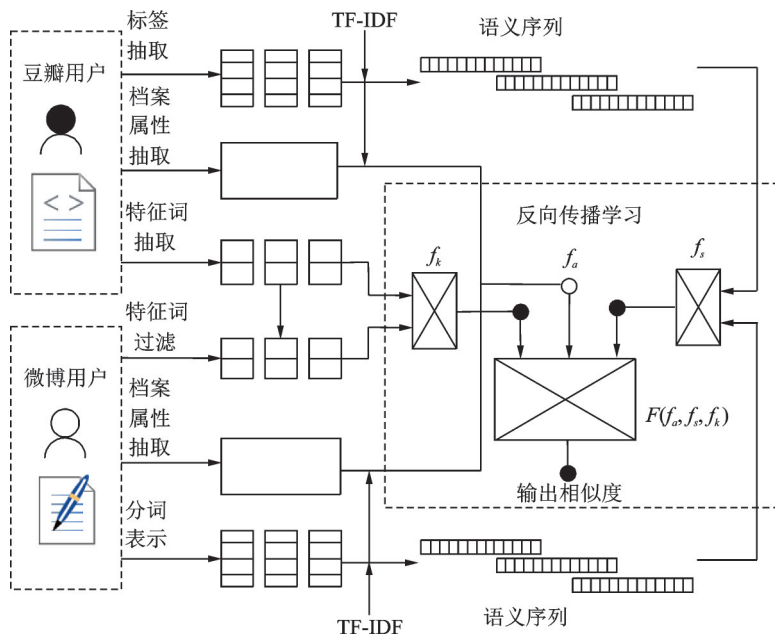 标签
抽取
TF-IDF
语义序列
豆瓣用户
档案
属性
抽取
< >
特征词
抽取
反向传播学习
f_k
f_a
f_s
特征词
过滤
微博用户
档案
属性
抽取
F(f_a, f_s, f_k)
输出相似度
分词
表示
TF-IDF
语义序列